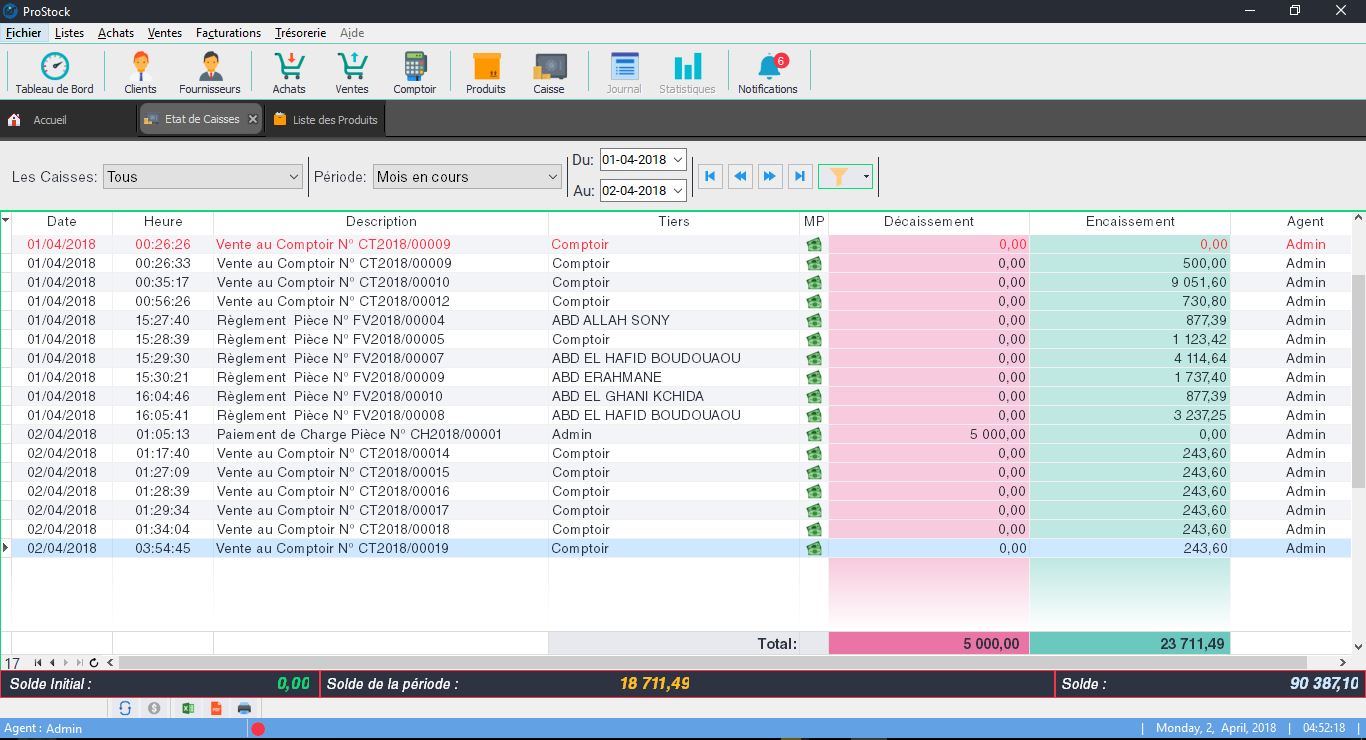 ProStock
Fichier Listes Achats Ventes Facturations Trésorerie Aide
Tableau de Bord Clients Fournisseurs Achats Ventes Comptoir Produits Caisse Journal Statistiques 6 Notifications
Accueil Etat de Caisses Liste des Produits
Les Caisses: Tous Période: Mois en cours Du: 01-04-2018
Au: 02-04-2018
Date Heure Description Tiers MP Décaissement Encaissement Agent
01/04/2018 00:26:26 Vente au Comptoir N° CT2018/00009 Comptoir 0,00 0,00 Admin
01/04/2018 00:26:33 Vente au Comptoir N° CT2018/00009 Comptoir 0,00 500,00 Admin
01/04/2018 00:35:17 Vente au Comptoir N° CT2018/00010 Comptoir 0,00 9 051,60 Admin
01/04/2018 00:56:26 Vente au Comptoir N° CT2018/00012 Comptoir 0,00 730,80 Admin
01/04/2018 15:27:40 Règlement Pièce N° FV2018/00004 ABD ALLAH SONY 0,00 877,39 Admin
01/04/2018 15:28:39 Règlement Pièce N° FV2018/00005 Comptoir 0,00 1 123,42 Admin
01/04/2018 15:29:30 Règlement Pièce N° FV2018/00007 ABD EL HAFID BOUDOUAOU 0,00 4 114,64 Admin
01/04/2018 15:30:21 Règlement Pièce N° FV2018/00009 ABD ERAHMANE 0,00 1 737,40 Admin
01/04/2018 16:04:46 Règlement Pièce N° FV2018/00010 ABD EL GHANI KCHIDA 0,00 877,39 Admin
01/04/2018 16:05:41 Règlement Pièce N° FV2018/00008 ABD EL HAFID BOUDOUAOU 0,00 3 237,25 Admin
02/04/2018 01:05:13 Paiement de Charge Pièce N° CH2018/00001 Admin 5 000,00 0,00 Admin
02/04/2018 01:17:40 Vente au Comptoir N° CT2018/00014 Comptoir 0,00 243,60 Admin
02/04/2018 01:27:09 Vente au Comptoir N° CT2018/00015 Comptoir 0,00 243,60 Admin
02/04/2018 01:28:39 Vente au Comptoir N° CT2018/00016 Comptoir 0,00 243,60 Admin
02/04/2018 01:29:34 Vente au Comptoir N° CT2018/00017 Comptoir 0,00 243,60 Admin
02/04/2018 01:34:04 Vente au Comptoir N° CT2018/00018 Comptoir 0,00 243,60 Admin
02/04/2018 03:54:45 Vente au Comptoir N° CT2018/00019 Comptoir 0,00 243,60 Admin
Total: 5 000,00 23 711,49
17
Solde Initial : 0,00 Solde de la période : 18 711,49 Solde : 90 387,10
Agent : Admin | Monday, 2, April, 2018 | 04:52:18 |